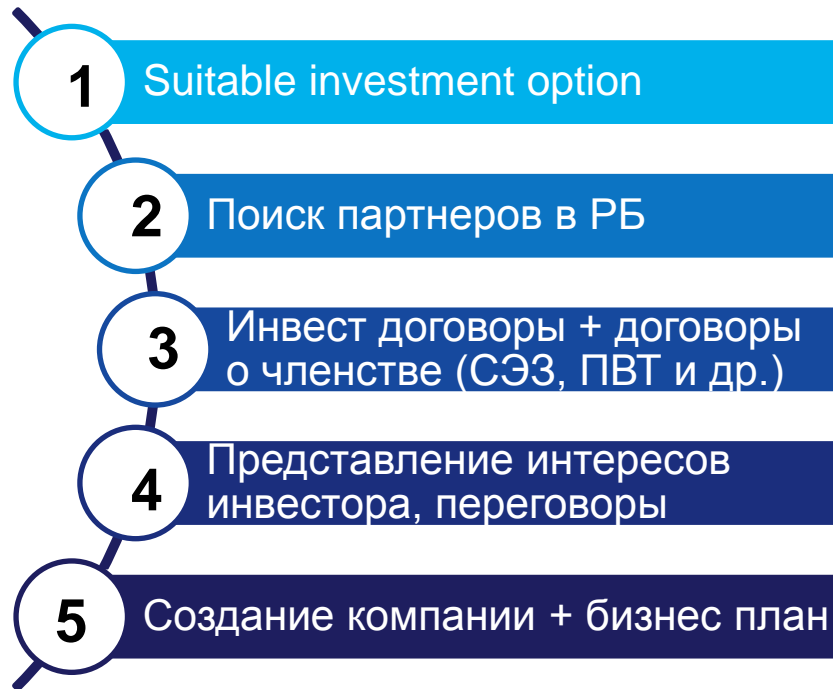 1 Suitable investment option
2 Поиск партнеров в РБ
3 Инвест договоры + договоры
о членстве (СЭЗ, ПВТ и др.)
4 Представление интересов
инвестора, переговоры
5 Создание компании + бизнес план